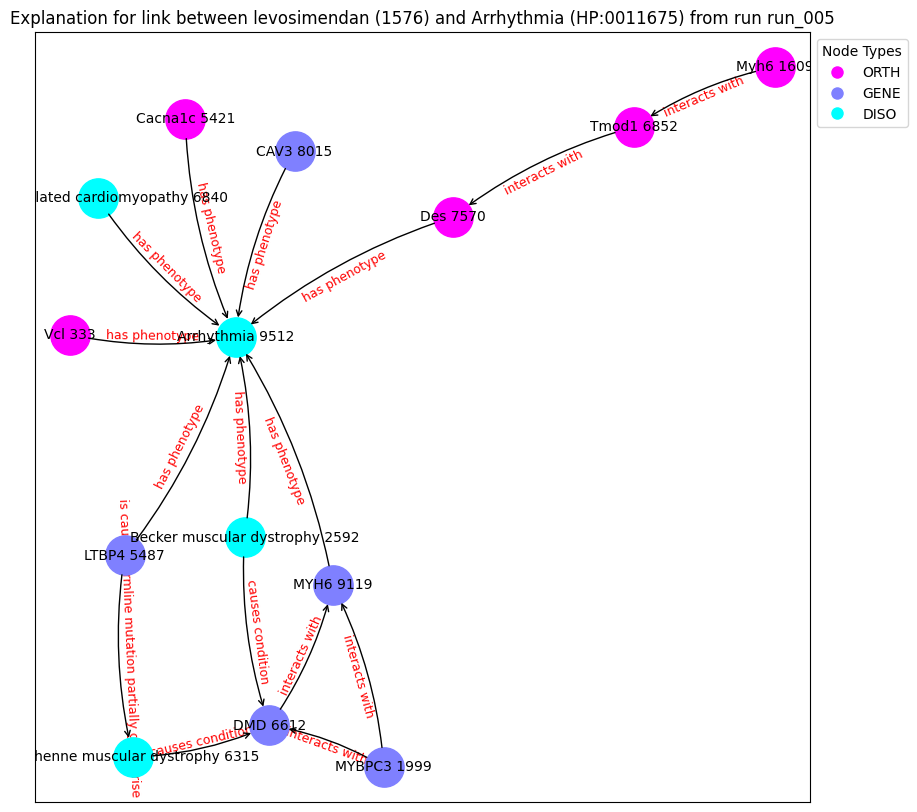 Explanation for link between levosimendan (1576) and Arrhythmia (HP:0011675) from run run_005
Node Types
ORTH
GENE
DISO
Myh6 1609
interacts with
Tmod1 6852
interacts with
Des 7570
has phenotype
Cacna1c 5421
has phenotype
CAV3 8015
has phenotype
lated cardiomyopathy 6840
has phenotype
Vcl 333
has phenotype
Arrhythmia 9512
has phenotype
has phenotype
has phenotype
is cau
LTBP4 5487
rmline mutation partially
rise
Becker muscular dystrophy 2592
causes condition
MYH6 9119
interacts with
interacts with
DMD 6612
causes condition
interacts with
henne muscular dystrophy 6315
MYBPC3 1999